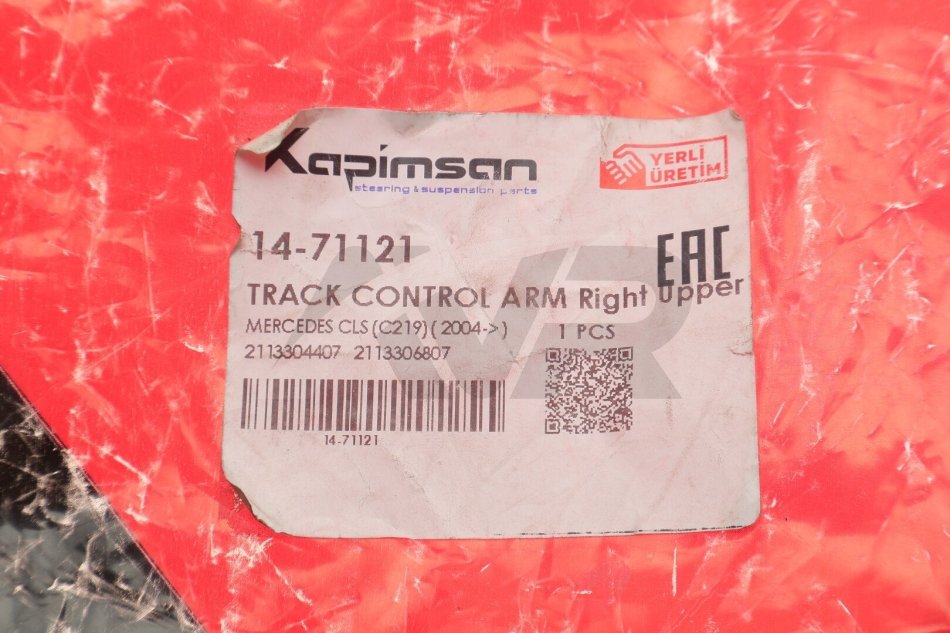 Kapimsan
steering & suspension parts
YERLİ
ÜRETİM
14-71121
EAC
TRACK CONTROL ARM Right Upper
MERCEDES CLS (C219) ( 2004-> ) 1 PCS
2113304407 2113306807
14-71121